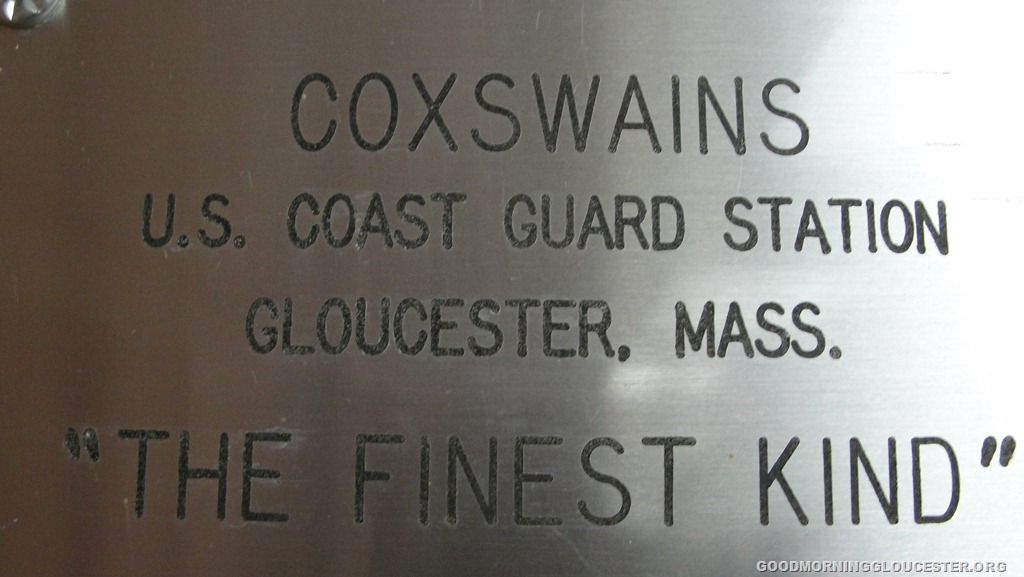 COXSWAINS
U.S. COAST GUARD STATION
GLOUCESTER, MASS.
"THE FINEST KIND"
GOODMORNINGGLOUCESTER.ORG